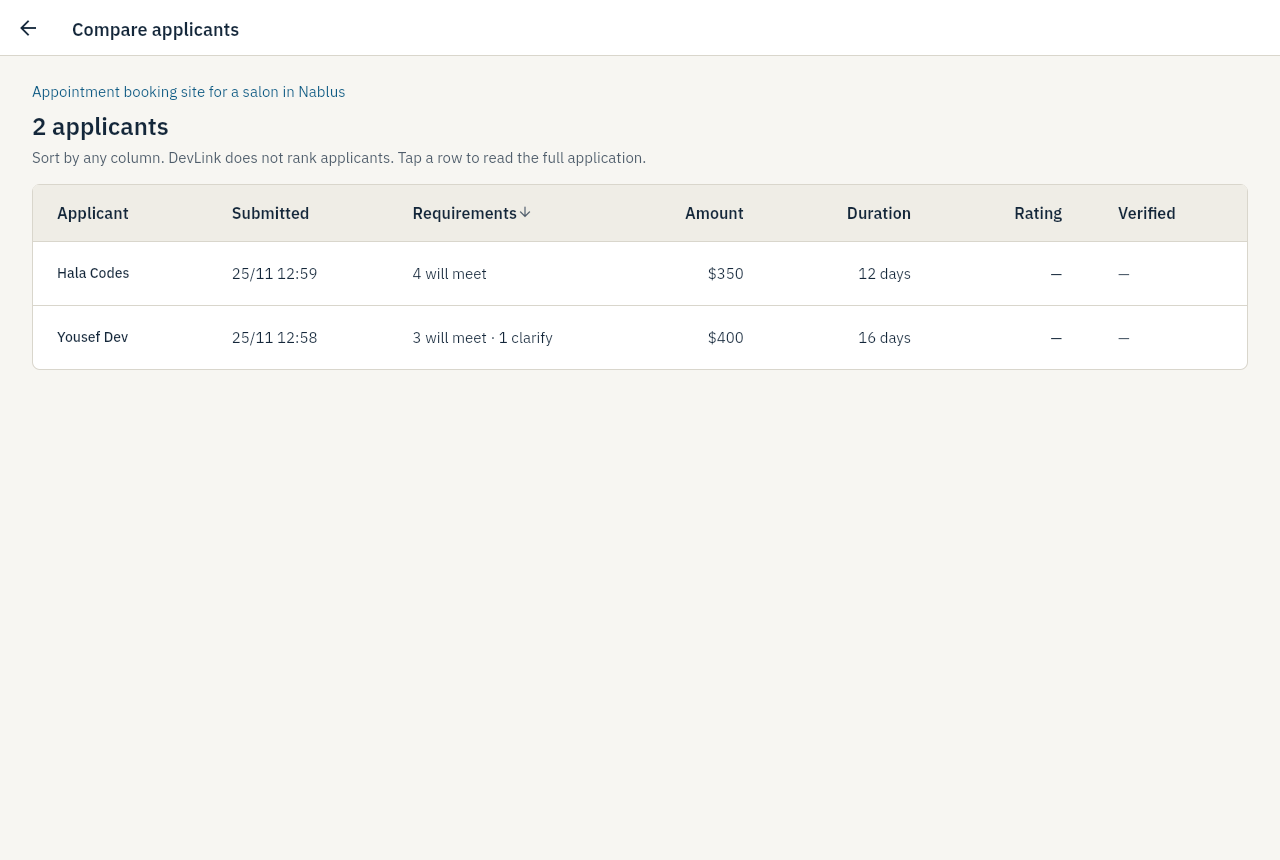 Compare applicants
Appointment booking site for a salon in Nablus
2 applicants
Sort by any column. DevLink does not rank applicants. Tap a row to read the full application.
Applicant Submitted Requirements↓ Amount Duration Rating Verified
Hala Codes 25/11 12:59 4 will meet $350 12 days — —
Yousef Dev 25/11 12:58 3 will meet · 1 clarify $400 16 days — —